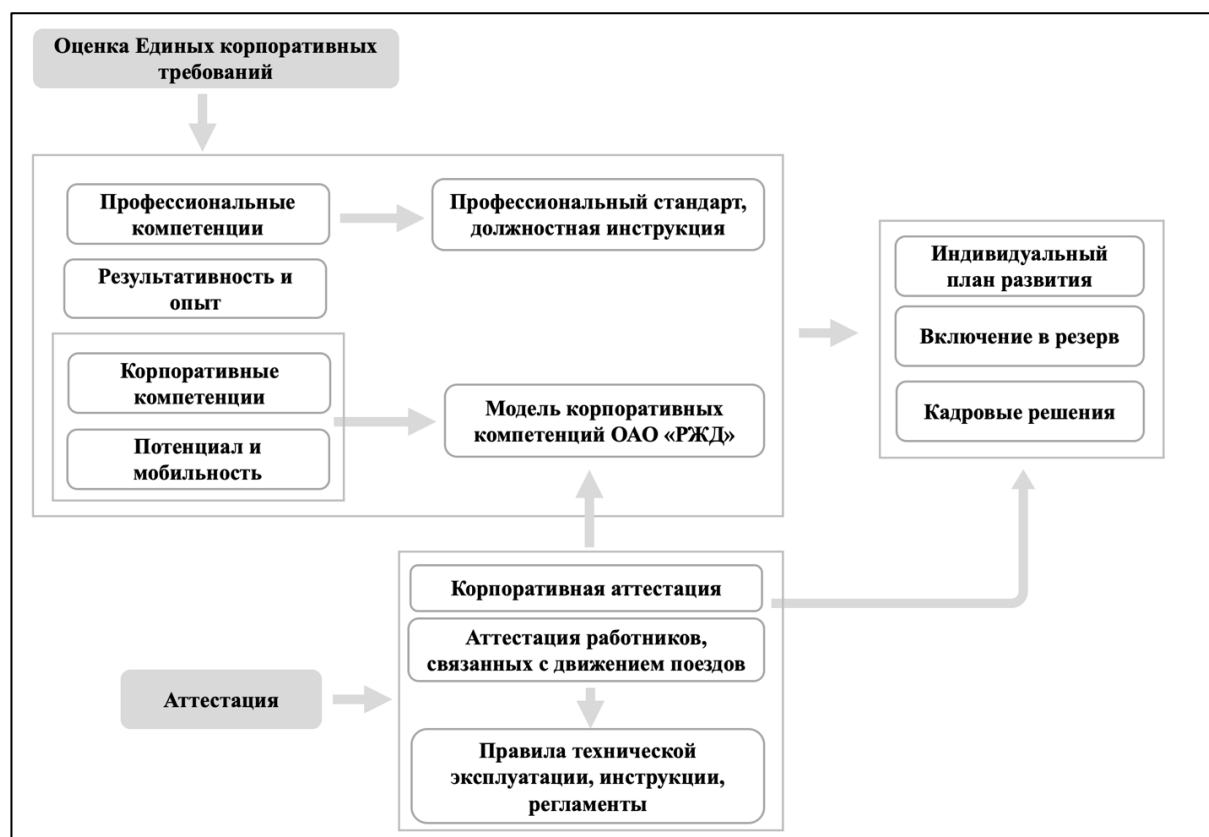 Оценка Единых корпоративных
требований
Профессиональные
компетенции
Профессиональный стандарт,
должностная инструкция
Результативность и
опыт
Корпоративные
компетенции
Потенциал и
мобильность
Модель корпоративных
компетенций ОАО «РЖД»
Индивидуальный
план развития
Включение в резерв
Кадровые решения
Аттестация
Корпоративная аттестация
Аттестация работников,
связанных с движением поездов
Правила технической
эксплуатации, инструкции,
регламенты